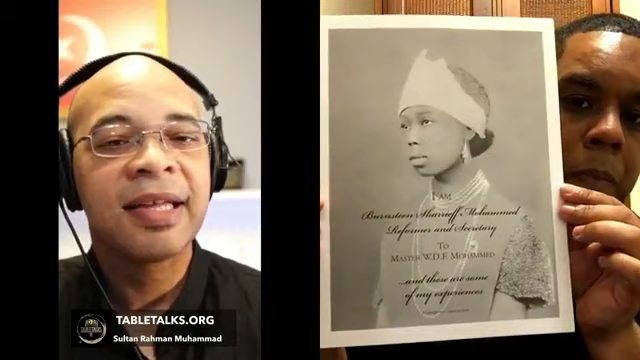 TABLETALKS.ORG
Sultan Rahman Muhammad
I AM
Burnsteen Sharrieff Mohammed
Reformer and Secretary
TO
MASTER W.D.F. MOHAMMED
...and these are some
of my experiences